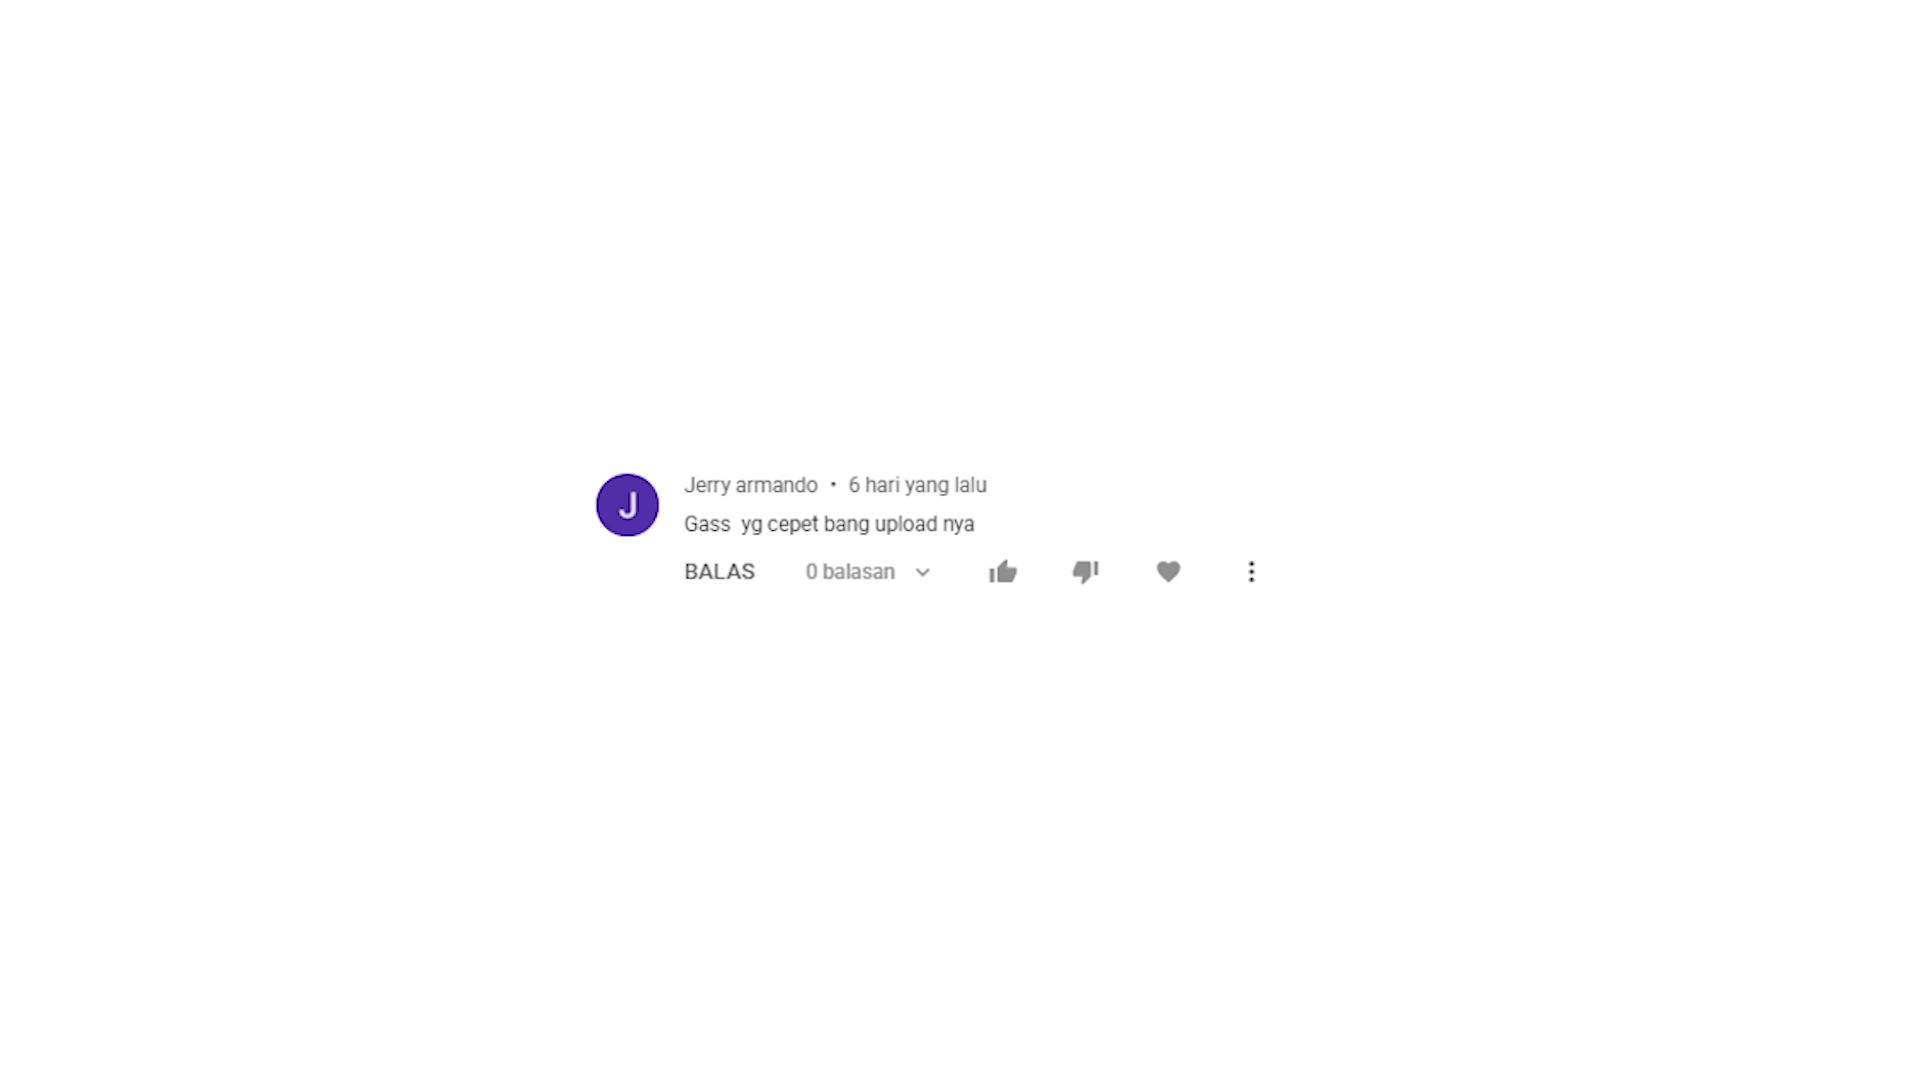 J
Jerry armando • 6 hari yang lalu
Gass  yg cepet bang upload nya
BALAS 0 balasan